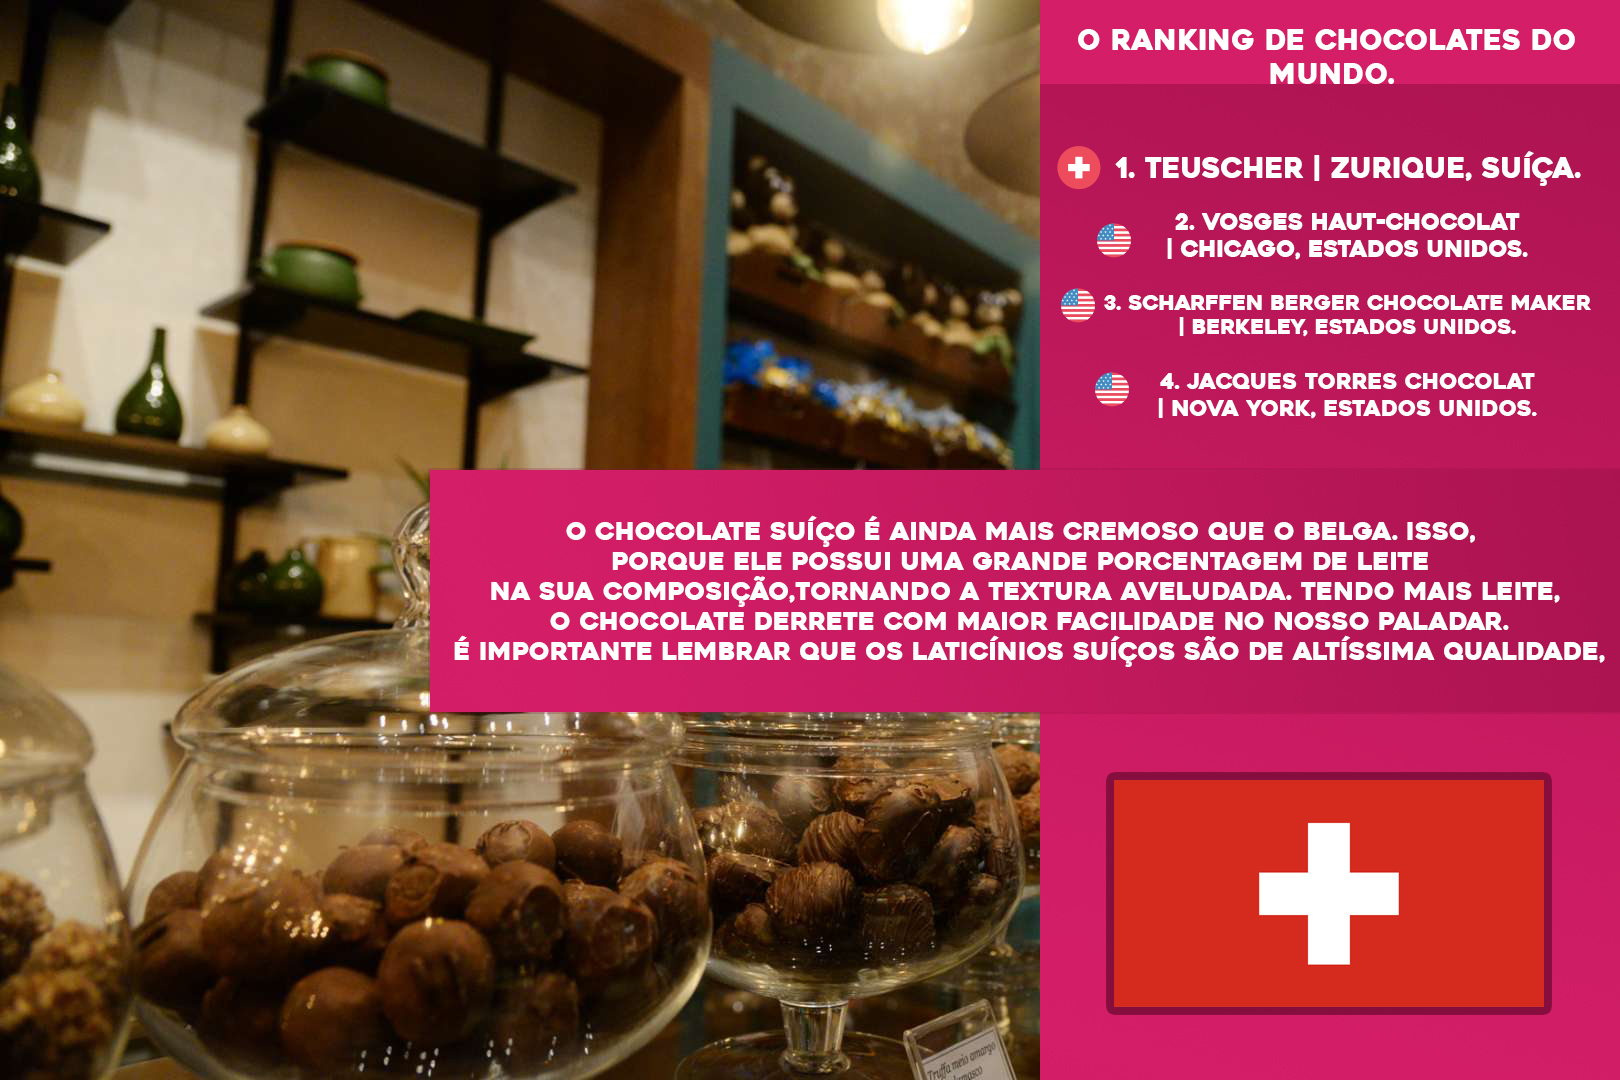 O RANKING DE CHOCOLATES DO
MUNDO.
1. TEUSCHER | ZURIQUE, SUÍÇA.
2. VOSGES HAUT-CHOCOLAT
| CHICAGO, ESTADOS UNIDOS.
3. SCHARFFEN BERGER CHOCOLATE MAKER
| BERKELEY, ESTADOS UNIDOS.
4. JACQUES TORRES CHOCOLAT
| NOVA YORK, ESTADOS UNIDOS.
O CHOCOLATE SUÍÇO É AINDA MAIS CREMOSO QUE O BELGA. ISSO,
PORQUE ELE POSSUI UMA GRANDE PORCENTAGEM DE LEITE
NA SUA COMPOSIÇÃO,TORNANDO A TEXTURA AVELUDADA. TENDO MAIS LEITE,
O CHOCOLATE DERRETE COM MAIOR FACILIDADE NO NOSSO PALADAR.
É IMPORTANTE LEMBRAR QUE OS LATICÍNIOS SUÍÇOS SÃO DE ALTÍSSIMA QUALIDADE,
Truffa meio amargo